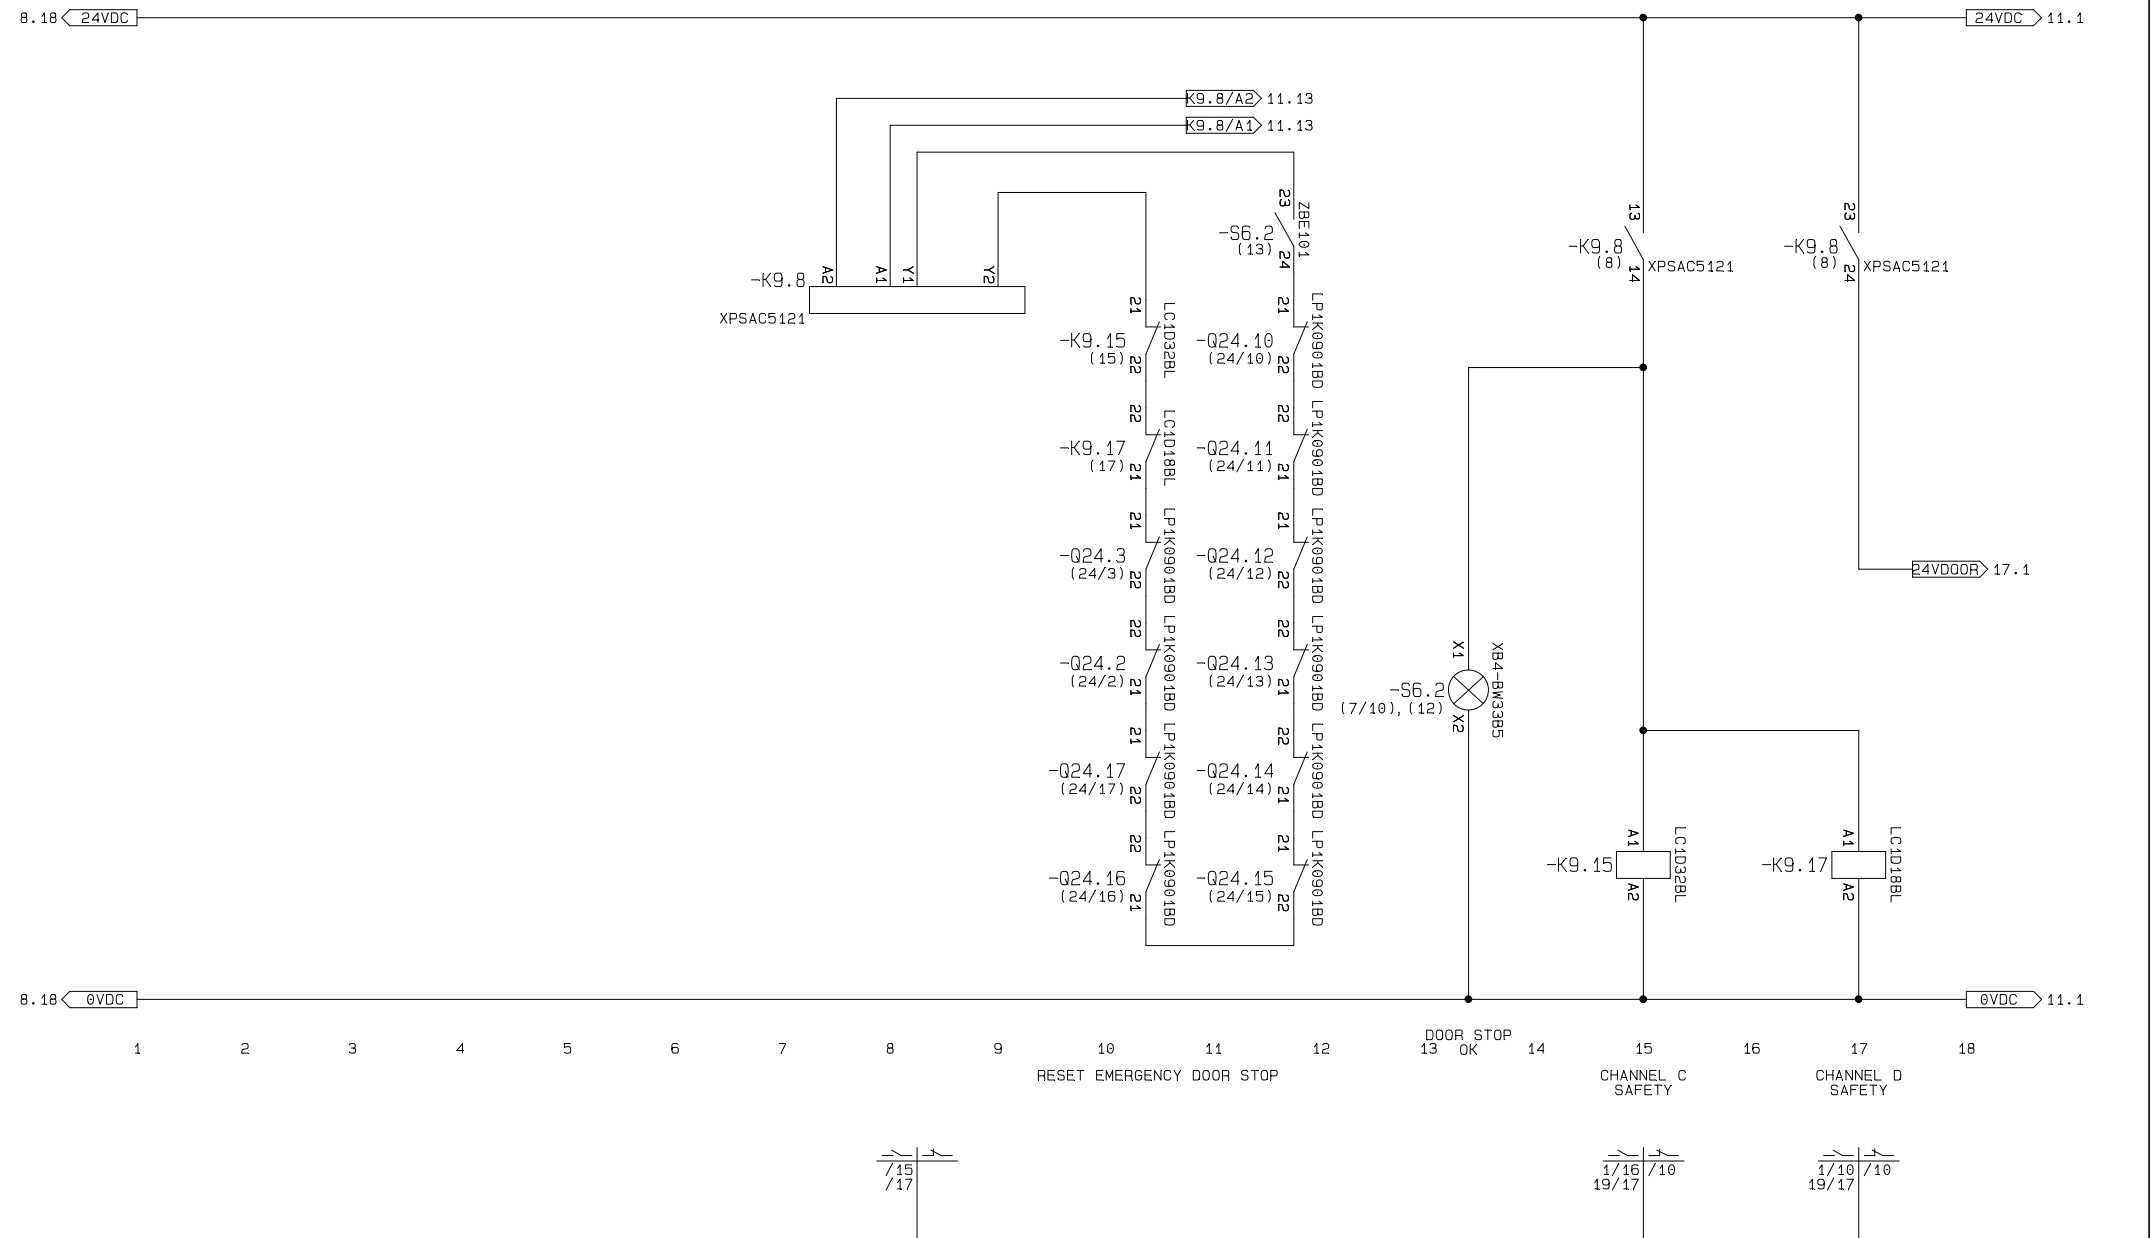 8.18 24VDC 24VDC 11.1
K9.8/A2 11.13
K9.8/A1 11.13
-K9.8 A2 A1 Y1 Y2
XPSAC5121
23 ZBE101
-S6.2
(13) 24
13
-K9.8
(8) 14 XPSAC5121
23
-K9.8
(8) 24 XPSAC5121
21 LC1D32BL
-K9.15
(15) 22
21 LP1K0901BD
-Q24.10
(24/10) 22
22 LC1D18BL
-K9.17
(17) 21
22 LP1K0901BD
-Q24.11
(24/11) 21
21 LP1K0901BD
-Q24.3
(24/3) 22
21 LP1K0901BD
-Q24.12
(24/12) 22
24VDOOR 17.1
22 LP1K0901BD
-Q24.2
(24/2) 21
22 LP1K0901BD
-Q24.13
(24/13) 21
X1 XB4-BW33B5
-S6.2
(7/10),(12) X2
21 LP1K0901BD
-Q24.17
(24/17) 22
22 LP1K0901BD
-Q24.14
(24/14) 21
22 LP1K0901BD
-Q24.16
(24/16) 21
21 LP1K0901BD
-Q24.15
(24/15) 22
A1 LC1D32BL
-K9.15
A2
A1 LC1D18BL
-K9.17
A2
8.18 0VDC 0VDC 11.1
DOOR STOP
OK
1 2 3 4 5 6 7 8 9 10 11 12 13 14 15 16 17 18
RESET EMERGENCY DOOR STOP
CHANNEL C
SAFETY
CHANNEL D
SAFETY
/15
/17
1/16 /10
19/17
1/10 /10
19/17